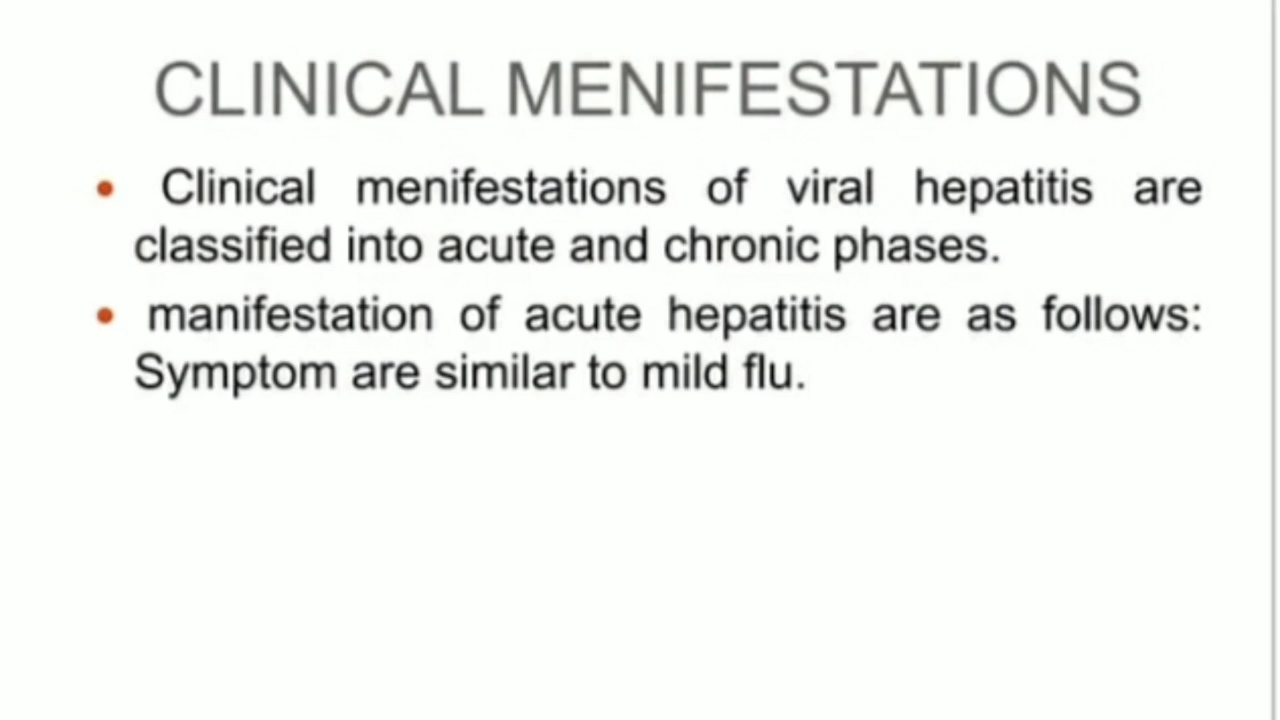 CLINICAL MENIFESTATIONS
• Clinical menifestations of viral hepatitis are
classified into acute and chronic phases.
• manifestation of acute hepatitis are as follows:
Symptom are similar to mild flu.